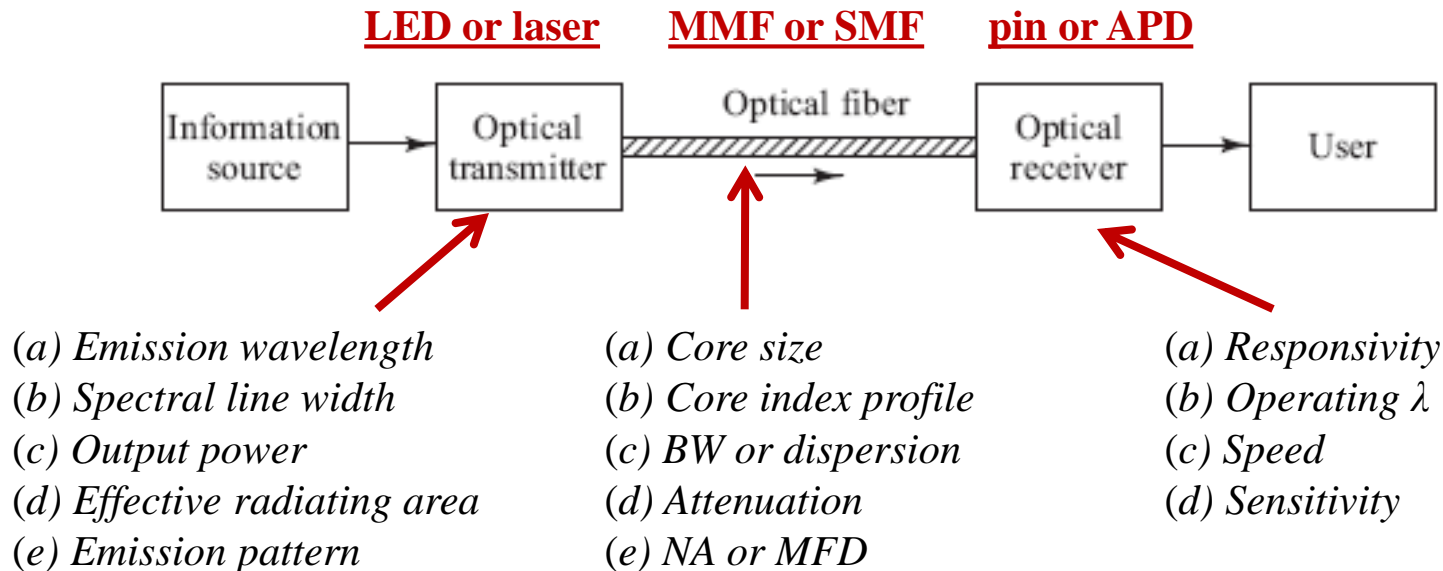 LED or laser
MMF or SMF
pin or APD
Information
source
Optical
transmitter
Optical fiber
Optical
receiver
User
(a) Emission wavelength
(b) Spectral line width
(c) Output power
(d) Effective radiating area
(e) Emission pattern
(a) Core size
(b) Core index profile
(c) BW or dispersion
(d) Attenuation
(e) NA or MFD
(a) Responsivity
(b) Operating λ
(c) Speed
(d) Sensitivity